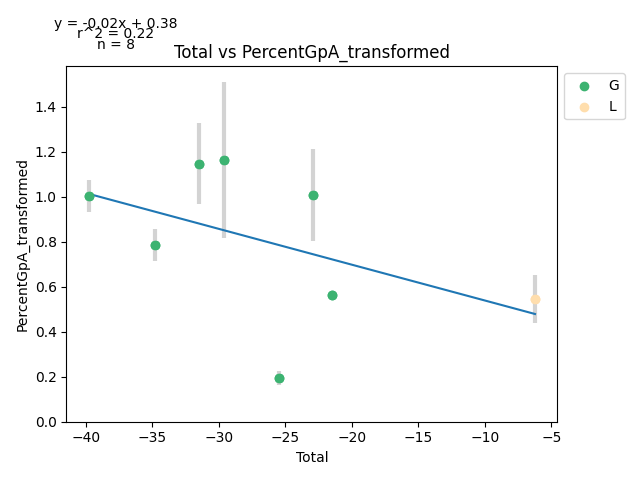 y = -0.02x + 0.38
r^2 = 0.22
n = 8
Total vs PercentGpA_transformed
G
L
PercentGpA_transformed
1.4
1.2
1.0
0.8
0.6
0.4
0.2
0.0
−40
−35
−30
−25
−20
−15
−10
−5
Total